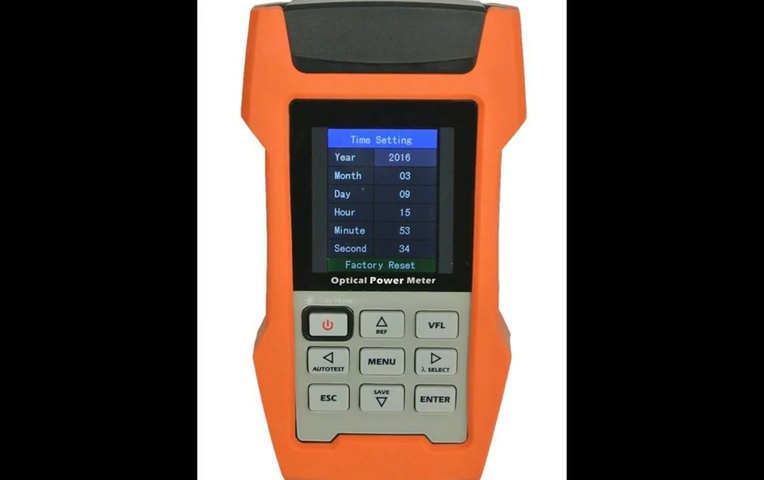 Time Setting
Year 2016
Month 03
Day 09
Hour 15
Minute 53
Second 34
Factory Reset
Optical Power Meter
REF
VFL
AUTOTEST
MENU
λ SELECT
ESC
SAVE
ENTER